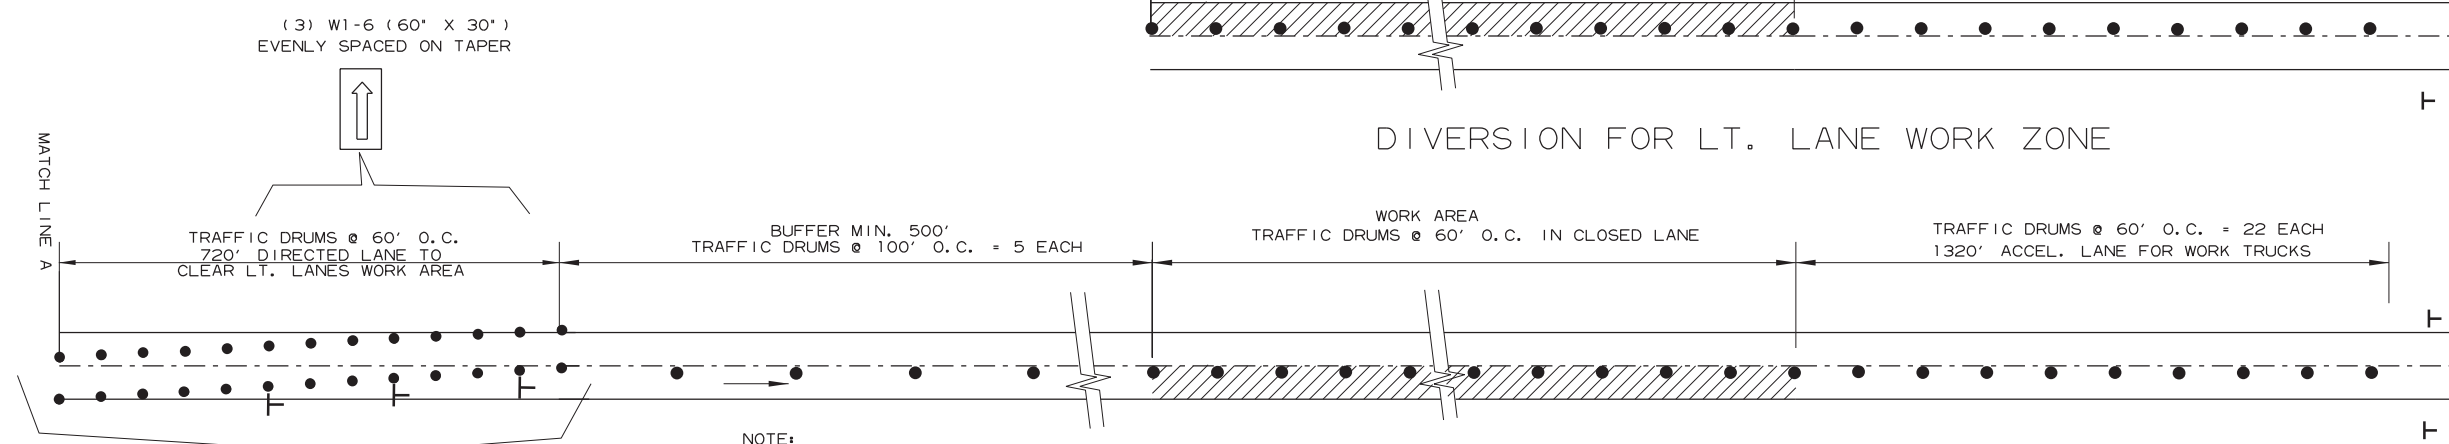 (3) W1-6 (60" X 30")
EVENLY SPACED ON TAPER
DIVERSION FOR LT. LANE WORK ZONE
MATCH LINE A
TRAFFIC DRUMS @ 60' O.C.
720' DIRECTED LANE TO
CLEAR LT. LANES WORK AREA
BUFFER MIN. 500'
TRAFFIC DRUMS @ 100' O.C. = 5 EACH
WORK AREA
TRAFFIC DRUMS @ 60' O.C. IN CLOSED LANE
TRAFFIC DRUMS @ 60' O.C. = 22 EACH
1320' ACCEL. LANE FOR WORK TRUCKS
NOTE: